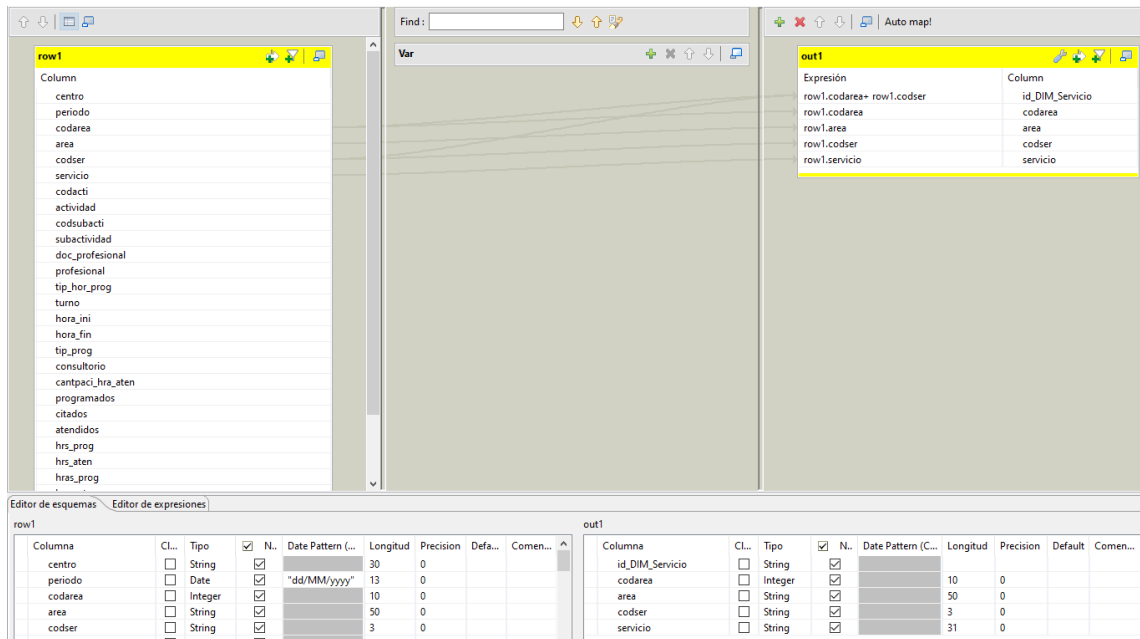 Find :
Auto map!
row1
Column
centro
periodo
codarea
area
codser
servicio
codacti
actividad
codsubacti
subactividad
doc_profesional
profesional
tip_hor_prog
turno
hora_ini
hora_fin
tip_prog
consultorio
cantpaci_hra_aten
programados
citados
atendidos
hrs_prog
hrs_aten
hras_prog
Var
out1
Expresión Column
row1.codarea+ row1.codser id_DIM_Servicio
row1.codarea codarea
row1.area area
row1.codser codser
row1.servicio servicio
Editor de esquemas Editor de expresiones
row1
Columna Cl... Tipo N.. Date Pattern (... Longitud Precision Defa... Comen...
centro String 30 0
periodo Date "dd/MM/yyyy" 13 0
codarea Integer 10 0
area String 50 0
codser String 3 0
out1
Columna Cl... Tipo N.. Date Pattern (C... Longitud Precision Default Comen...
id_DIM_Servicio String
codarea Integer 10 0
area String 50 0
codser String 3 0
servicio String 31 0